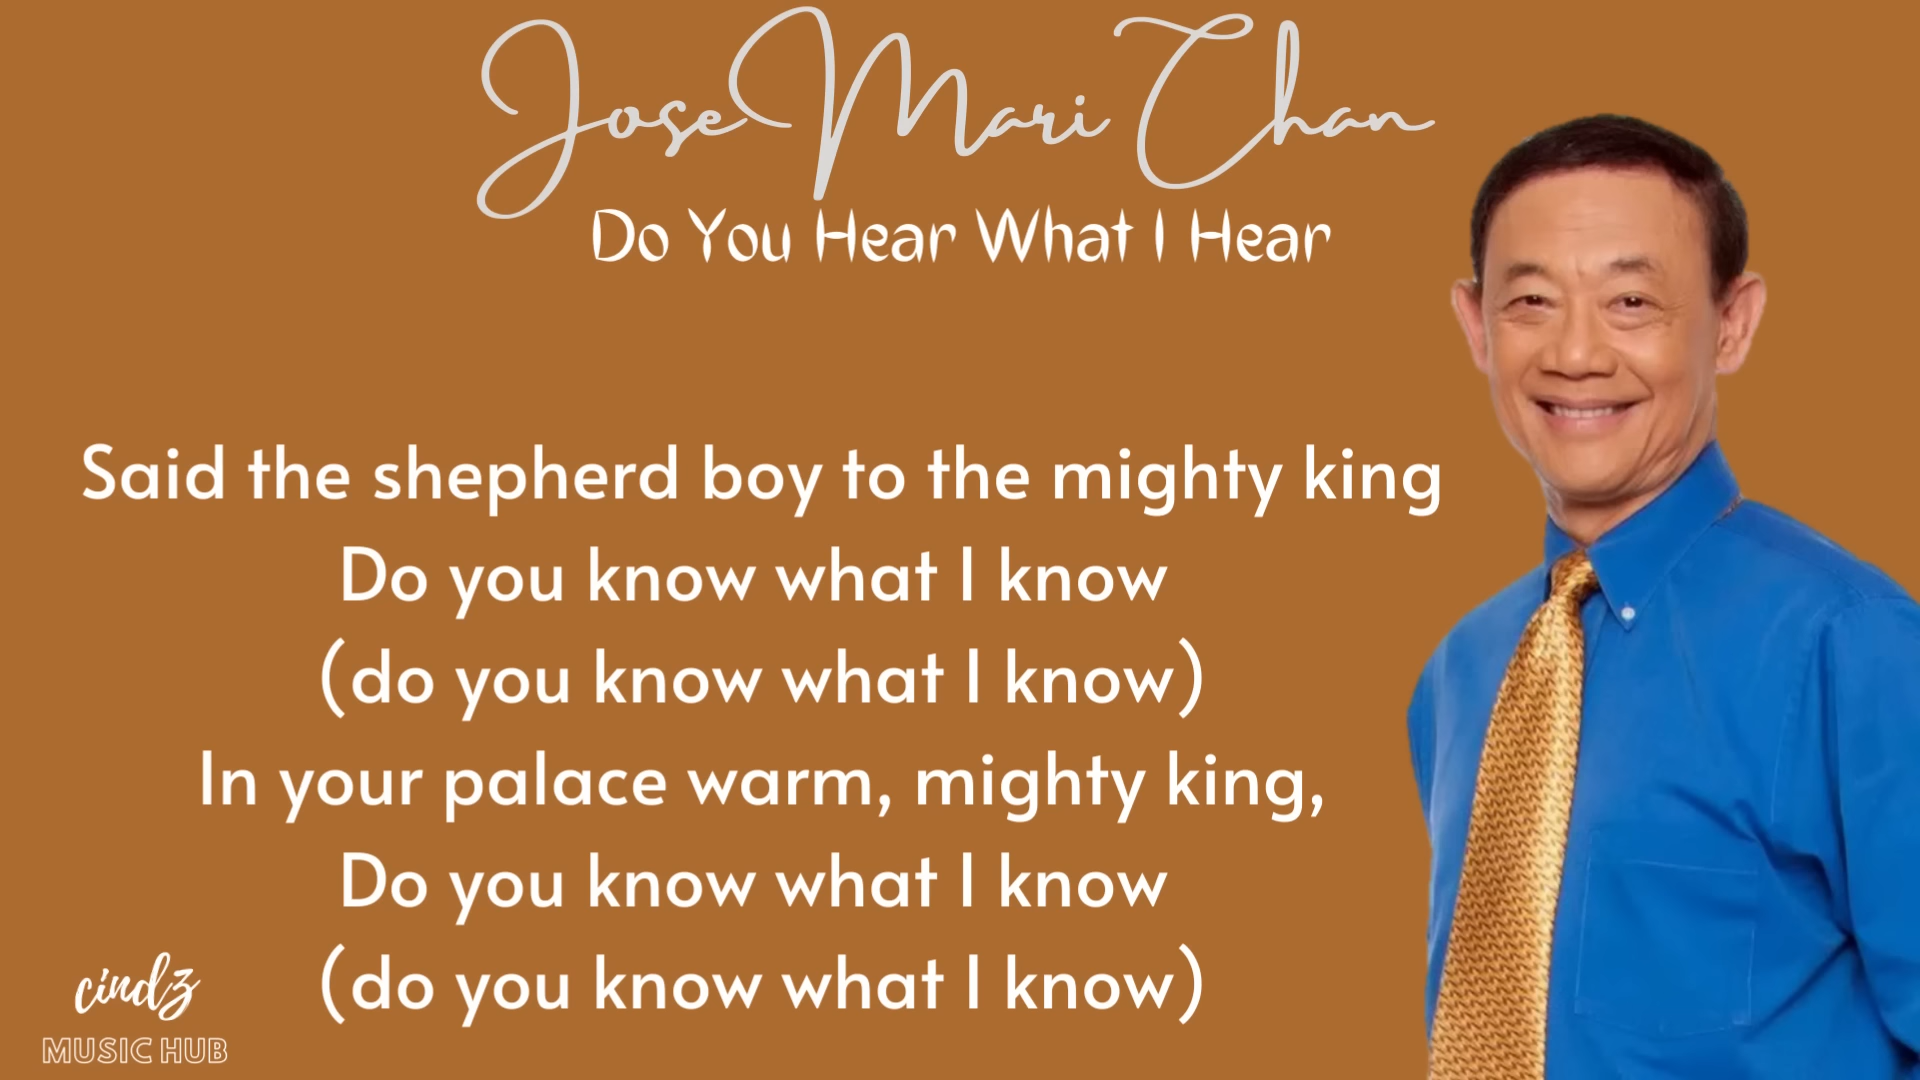 Jose Mari Chan
Do You Hear What I Hear
Said the shepherd boy to the mighty king
Do you know what I know
(do you know what I know)
In your palace warm, mighty king,
Do you know what I know
(do you know what I know)
cindz
MUSIC HUB